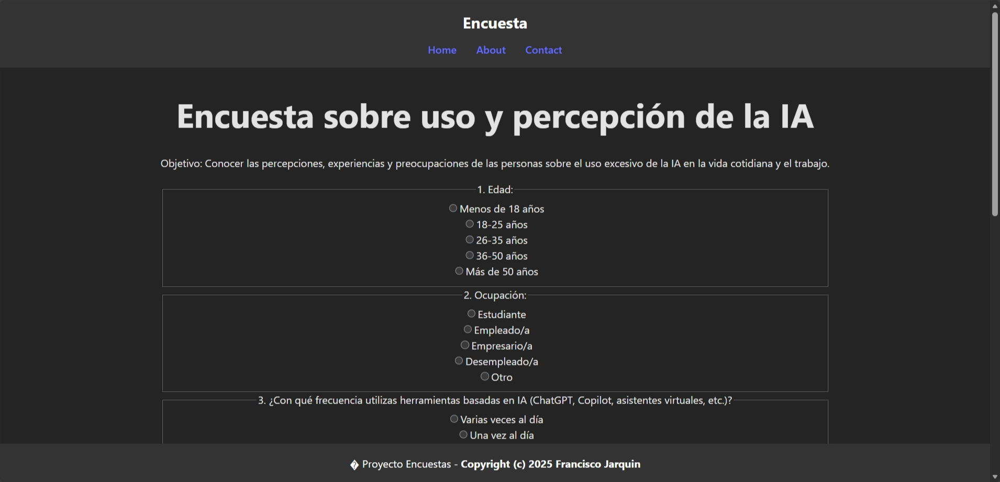 Encuesta
Home About Contact
Encuesta sobre uso y percepción de la IA
Objetivo: Conocer las percepciones, experiencias y preocupaciones de las personas sobre el uso excesivo de la IA en la vida cotidiana y el trabajo.
1. Edad:
Menos de 18 años
18-25 años
26-35 años
36-50 años
Más de 50 años
2. Ocupación:
Estudiante
Empleado/a
Empresario/a
Desempleado/a
Otro
3. ¿Con qué frecuencia utilizas herramientas basadas en IA (ChatGPT, Copilot, asistentes virtuales, etc.)?
Varias veces al día
Una vez al día
� Proyecto Encuestas - Copyright (c) 2025 Francisco Jarquin